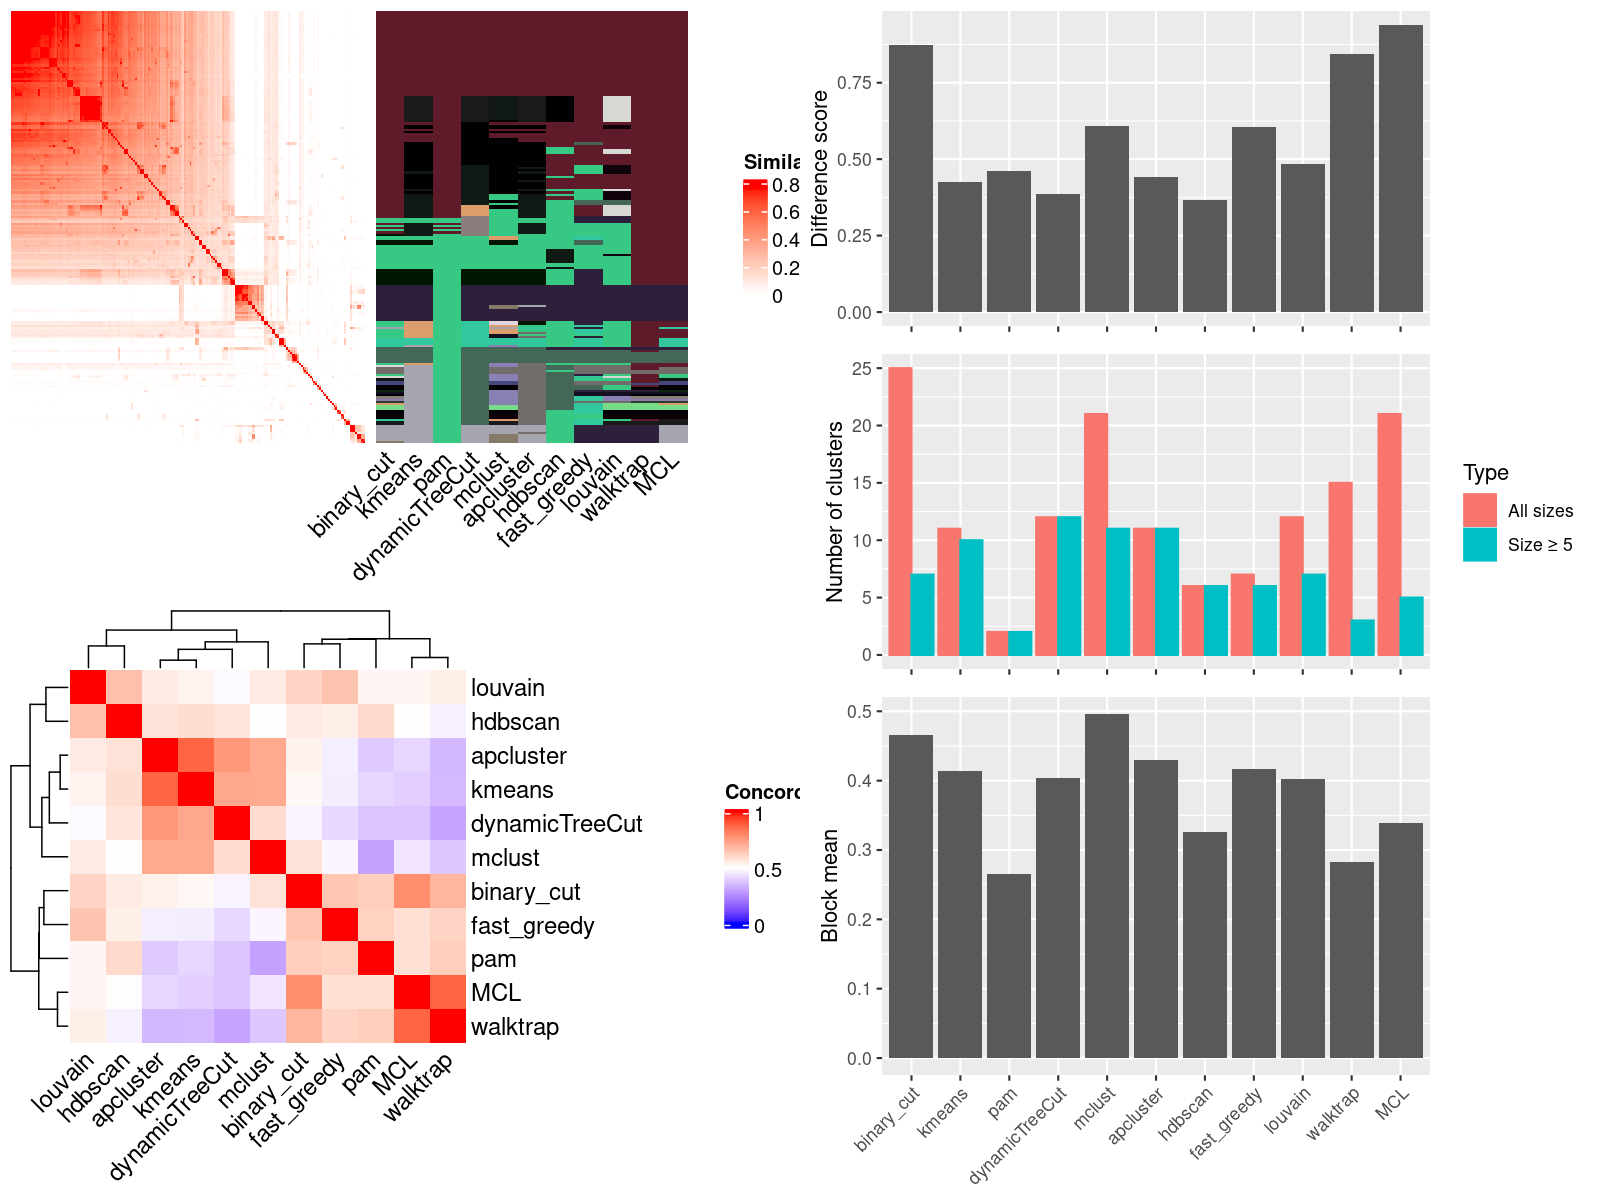 Simila
0.8
0.6
0.4
0.2
0
binary_cut
kmeans
pam
dynamicTreeCut
mclust
apcluster
hdbscan
fast_greedy
louvain
walktrap
MCL
Difference score
0.75
0.50
0.25
0.00
Number of clusters
25
20
15
10
5
0
Type
All sizes
Size ≥ 5
louvain
hdbscan
apcluster
kmeans
dynamicTreeCut
mclust
binary_cut
fast_greedy
pam
MCL
walktrap
louvain
hdbscan
apcluster
kmeans
dynamicTreeCut
mclust
binary_cut
fast_greedy
pam
MCL
walktrap
Concord
1
0.5
0
Block mean
0.5
0.4
0.3
0.2
0.1
0.0
binary_cut
kmeans
pam
dynamicTreeCut
mclust
apcluster
hdbscan
fast_greedy
louvain
walktrap
MCL